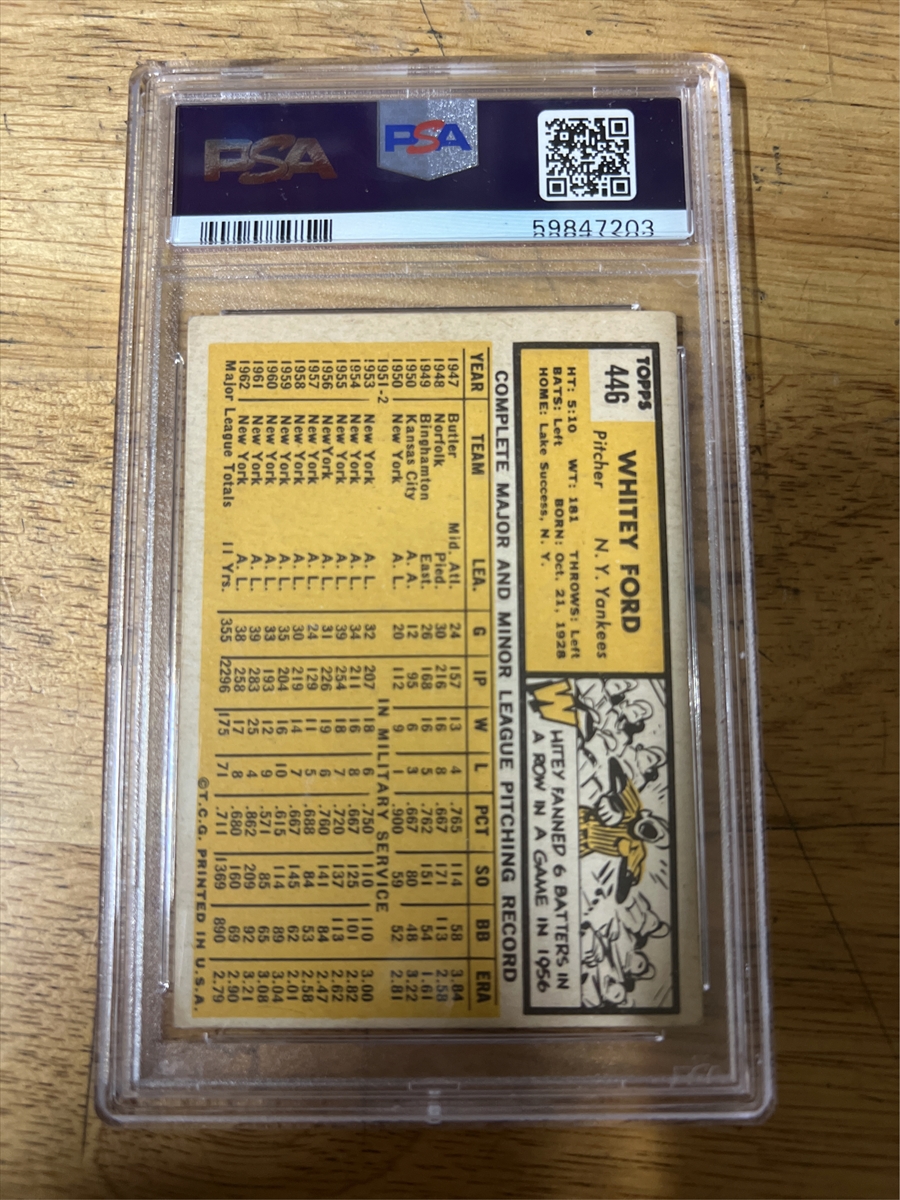 PSA
PSA
59847203
TOPPS
446
WHITEY FORD
Pitcher N. Y. Yankees
HT: 5:10 WT: 181 THROWS: Left
BATS: Left BORN: Oct. 21, 1928
HOME: Lake Success, N. Y.
WHITEY FANNED 6 BATTERS IN
A ROW IN A GAME IN 1956
COMPLETE MAJOR AND MINOR LEAGUE PITCHING RECORD
YEAR TEAM LEA. G IP W L PCT SO BB ERA
1947 Butler Mid. Atl. 24 157 13 4 .765 114 58 3.84
1948 Norfolk Pied. 30 216 16 8 .667 171 113 2.58
1949 Binghamton East. 26 168 16 5 .762 151 54 1.61
1950 Kansas City A. A. 12 95 6 3 .667 80 48 3.22
1950 New York A. L. 20 112 9 1 .900 59 52 2.81
1951-2 IN MILITARY SERVICE
1953 New York A. L. 32 207 18 6 .750 110 110 3.00
1954 New York A. L. 34 211 16 8 .667 125 101 2.82
1955 New York A. L. 39 254 18 7 .720 137 113 2.62
1956 New York A. L. 31 226 19 6 .760 141 84 2.47
1957 New York A. L. 24 129 11 5 .688 84 53 2.58
1958 New York A. L. 30 219 14 7 .667 145 62 2.01
1959 New York A. L. 35 204 16 10 .615 114 89 3.04
1960 New York A. L. 33 193 12 9 .571 85 65 3.08
1961 New York A. L. 39 283 25 4 .862 209 92 3.21
1962 New York A. L. 38 258 17 8 .680 160 69 2.90
Major League Totals 11 Yrs. 355 2296 175 71 .711 1369 890 2.79
©T.C.G. PRINTED IN U.S.A.